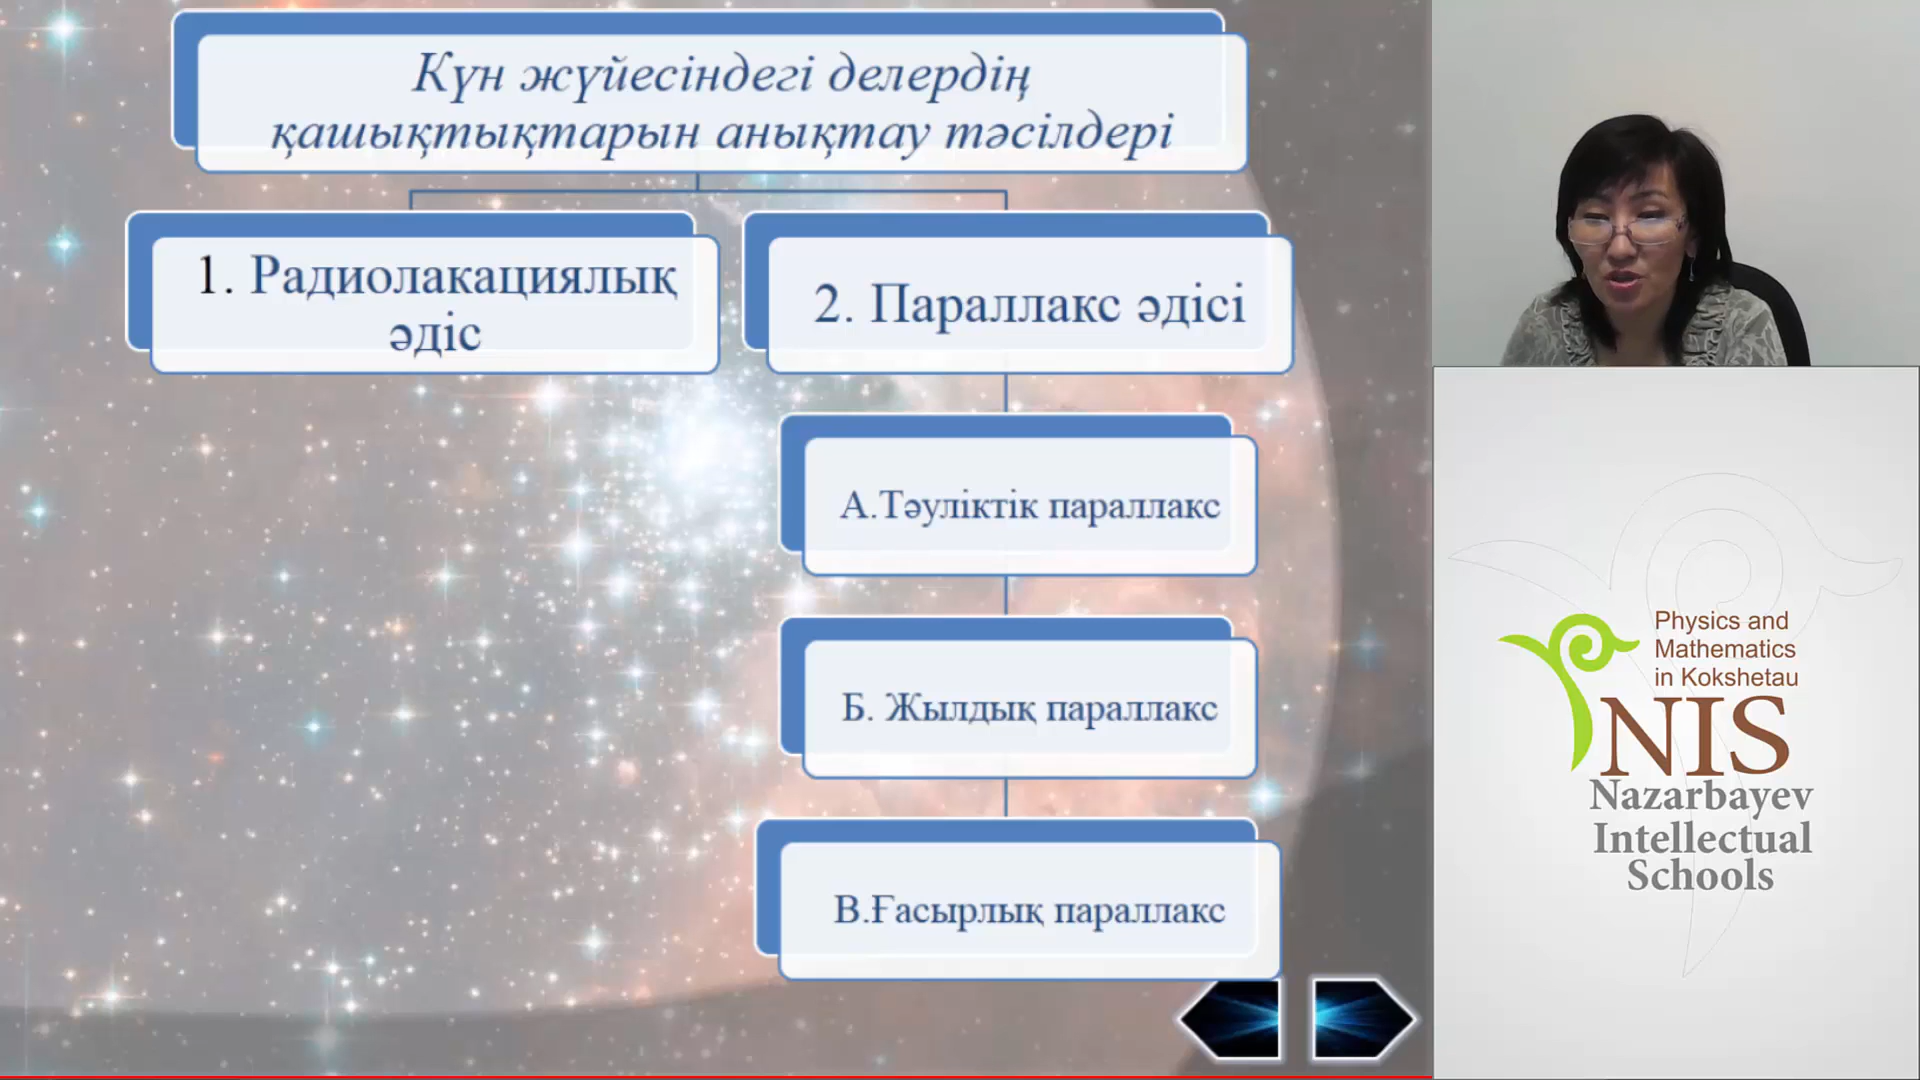 Күн жүйесіндегі делердің
қашықтықтарын анықтау тәсілдері
1. Радиолакациялық
әдіс
2. Параллакс әдісі
А.Тәуліктік параллакс
Б. Жылдық параллакс
В.Ғасырлық параллакс
Physics and
Mathematics
in Kokshetau
NIS
Nazarbayev
Intellectual
Schools